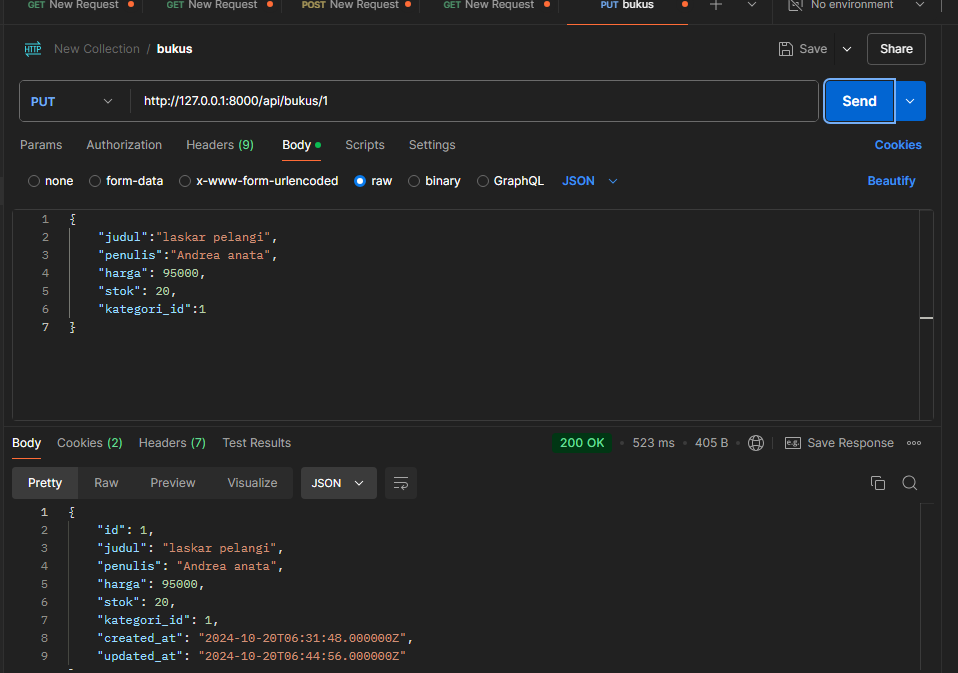 GET New Request GET New Request POST New Request GET New Request PUT bukus No environment
HTTP New Collection / bukus Save Share
PUT http://127.0.0.1:8000/api/bukus/1 Send
Params Authorization Headers (9) Body Scripts Settings Cookies
none form-data x-www-form-urlencoded raw binary GraphQL JSON Beautify
1 {
2 "judul":"laskar pelangi",
3 "penulis":"Andrea anata",
4 "harga": 95000,
5 "stok": 20,
6 "kategori_id":1
7 }
Body Cookies (2) Headers (7) Test Results 200 OK 523 ms 405 B e.g. Save Response
Pretty Raw Preview Visualize JSON
1 {
2 "id": 1,
3 "judul": "laskar pelangi",
4 "penulis": "Andrea anata",
5 "harga": 95000,
6 "stok": 20,
7 "kategori_id": 1,
8 "created_at": "2024-10-20T06:31:48.000000Z",
9 "updated_at": "2024-10-20T06:44:56.000000Z"